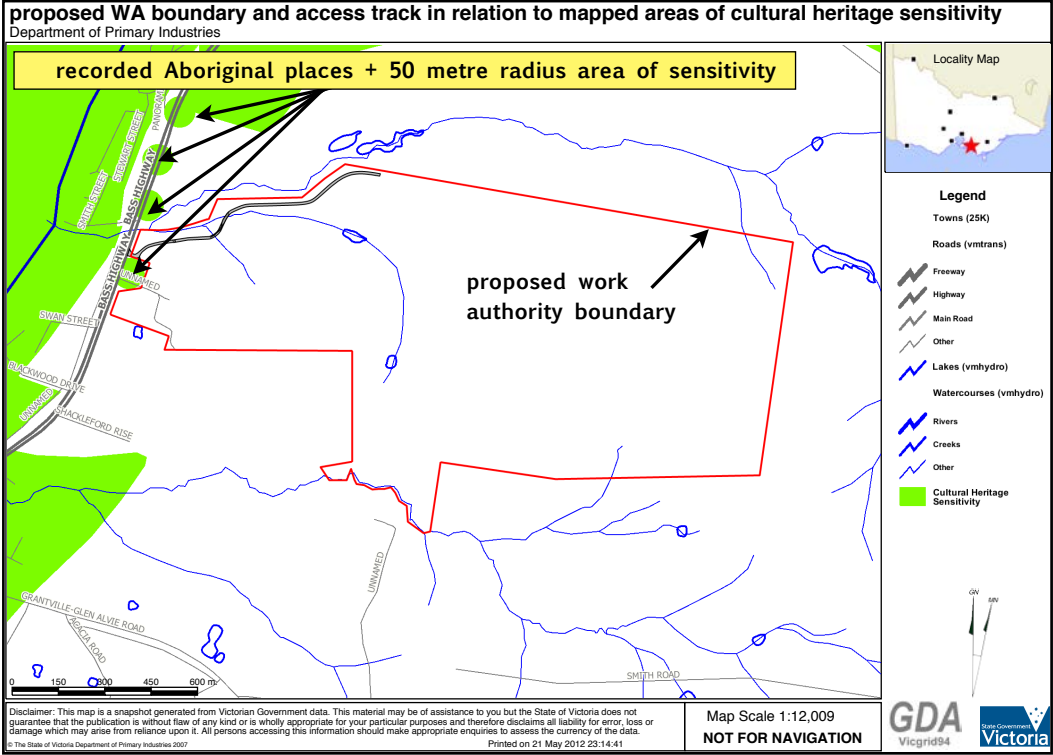 proposed WA boundary and access track in relation to mapped areas of cultural heritage sensitivity
Department of Primary Industries
recorded Aboriginal places + 50 metre radius area of sensitivity
PANORAM
STEWART STREET
SMITH STREET
BASS HIGHWAY
BASS HIGHWAY
UNNAMED
SWAN STREET
BLACKWOOD DRIVE
UNNAMED
SHACKLEFORD RISE
proposed work
authority boundary
UNNAMED
GRANTVILLE-GLEN ALVIE ROAD
ACACIA ROAD
SMITH ROAD
0 150 300 450 600 m.
Locality Map
Legend
Towns (25K)
Roads (vmtrans)
Freeway
Highway
Main Road
Other
Lakes (vmhydro)
Watercourses (vmhydro)
Rivers
Creeks
Other
Cultural Heritage
Sensitivity
GN
MN
Disclaimer: This map is a snapshot generated from Victorian Government data. This material may be of assistance to you but the State of Victoria does not
guarantee that the publication is without flaw of any kind or is wholly appropriate for your particular purposes and therefore disclaims all liability for error, loss or
damage which may arise from reliance upon it. All persons accessing this information should make appropriate enquiries to assess the currency of the data.
© The State of Victoria Department of Primary Industries 2007
Printed on 21 May 2012 23:14:41
Map Scale 1:12,009
NOT FOR NAVIGATION
GDA
Vicgrid94
State Government
Victoria